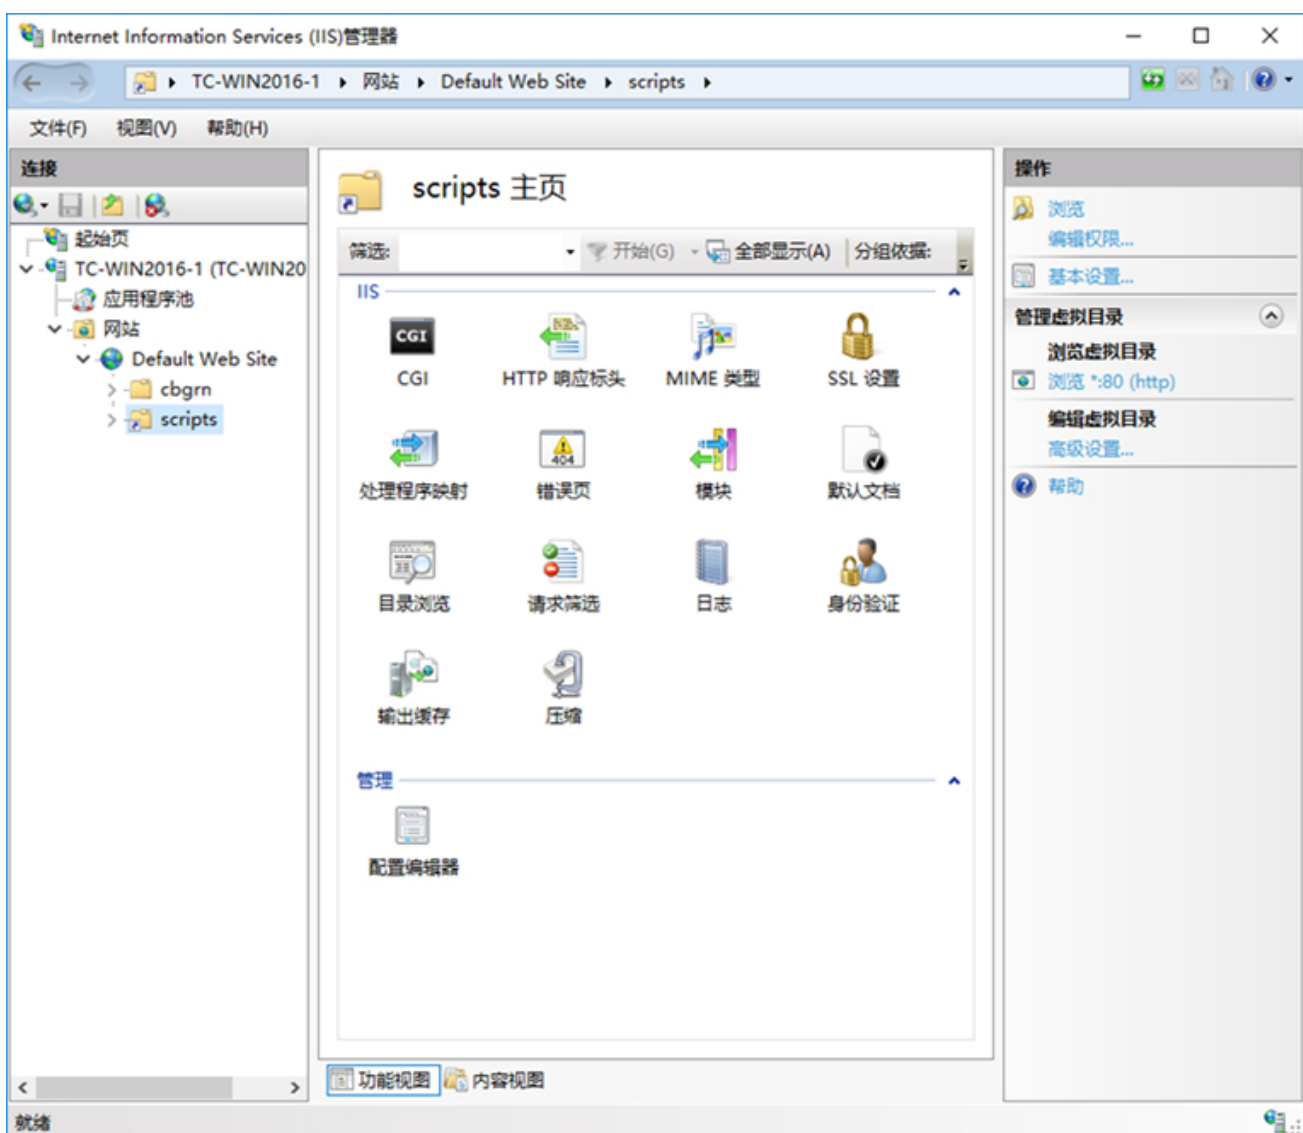 Internet Information Services (IIS)管理器
TC-WIN2016-1 网站 Default Web Site scripts
文件(F) 视图(V) 帮助(H)
连接
起始页
TC-WIN2016-1 (TC-WIN20
应用程序池
网站
Default Web Site
cbgrn
scripts
scripts 主页
筛选: 开始(G) 全部显示(A) 分组依据:
IIS
CGI
CGI HTTP 响应标头 MIME 类型 SSL 设置
404
处理程序映射 错误页 模块 默认文档
目录浏览 请求筛选 日志 身份验证
输出缓存 压缩
管理
配置编辑器
功能视图 内容视图
操作
浏览
编辑权限...
基本设置...
管理虚拟目录
浏览虚拟目录
浏览 *:80 (http)
编辑虚拟目录
高级设置...
帮助
就绪